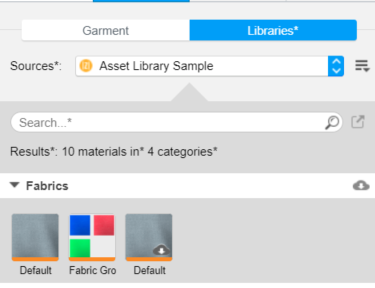 Garment Libraries*
Sources*: Asset Library Sample
Search...*
Results*: 10 materials in* 4 categories*
Fabrics
Default Fabric Gro Default